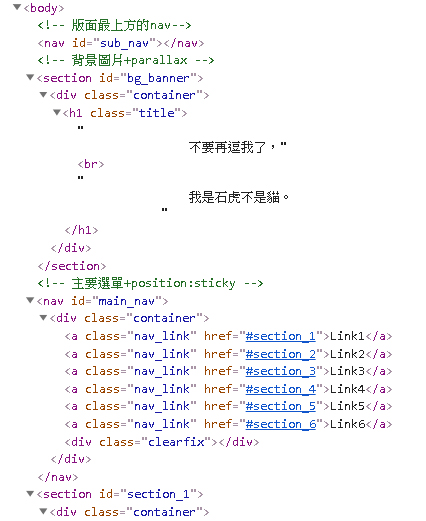 <body>
<!-- 版面最上方的nav-->
<nav id="sub_nav"></nav>
<!-- 背景圖片+parallax -->
<section id="bg_banner">
<div class="container">
<h1 class="title">
"
不要再逗我了，"
<br>
"
我是石虎不是貓。
"
</h1>
</div>
</section>
<!-- 主要選單+position:sticky -->
<nav id="main_nav">
<div class="container">
<a class="nav_link" href="#section_1">Link1</a>
<a class="nav_link" href="#section_2">Link2</a>
<a class="nav_link" href="#section_3">Link3</a>
<a class="nav_link" href="#section_4">Link4</a>
<a class="nav_link" href="#section_5">Link5</a>
<a class="nav_link" href="#section_6">Link6</a>
<div class="clearfix"></div>
</div>
</nav>
<section id="section_1">
<div class="container">